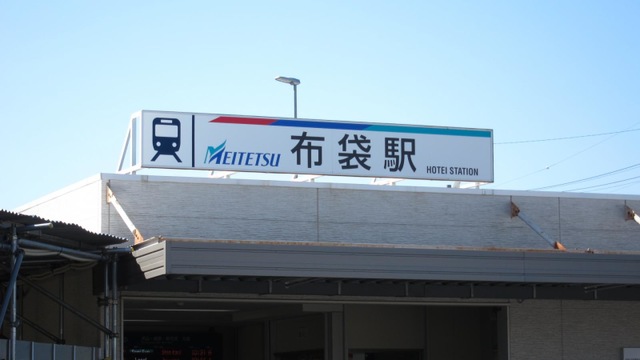 MEITETSU 布袋駅 HOTEI STATION